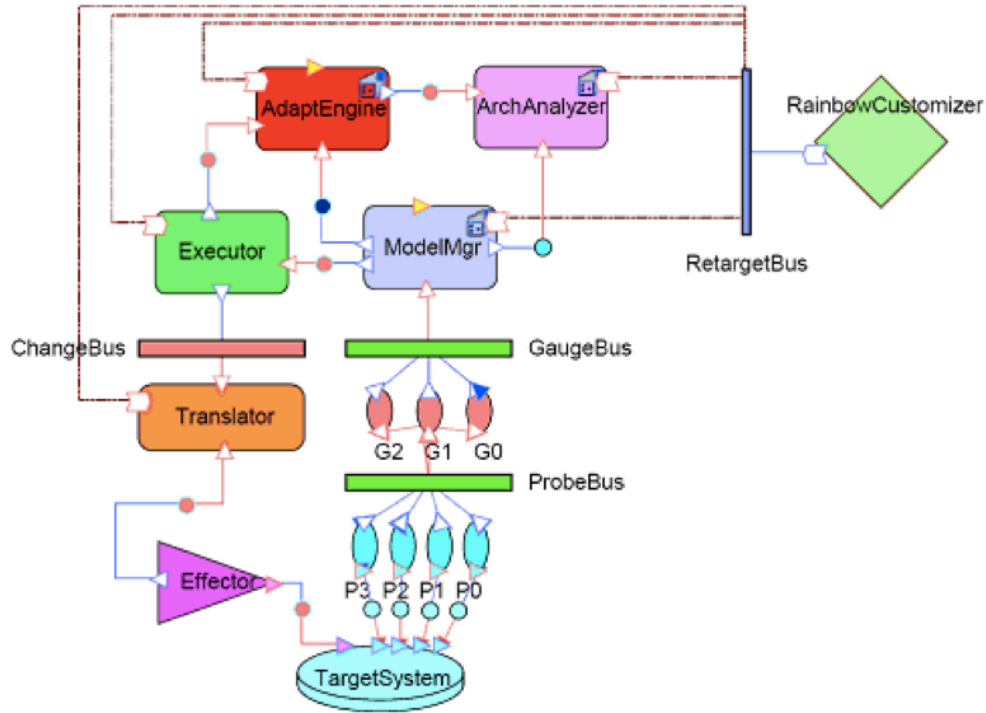 RainbowCustomizer
AdaptEngine
ArchAnalyzer
Executor
ModelMgr
RetargetBus
ChangeBus
GaugeBus
Translator
G2 G1 G0
ProbeBus
Effector
P3 P2 P1 P0
TargetSystem